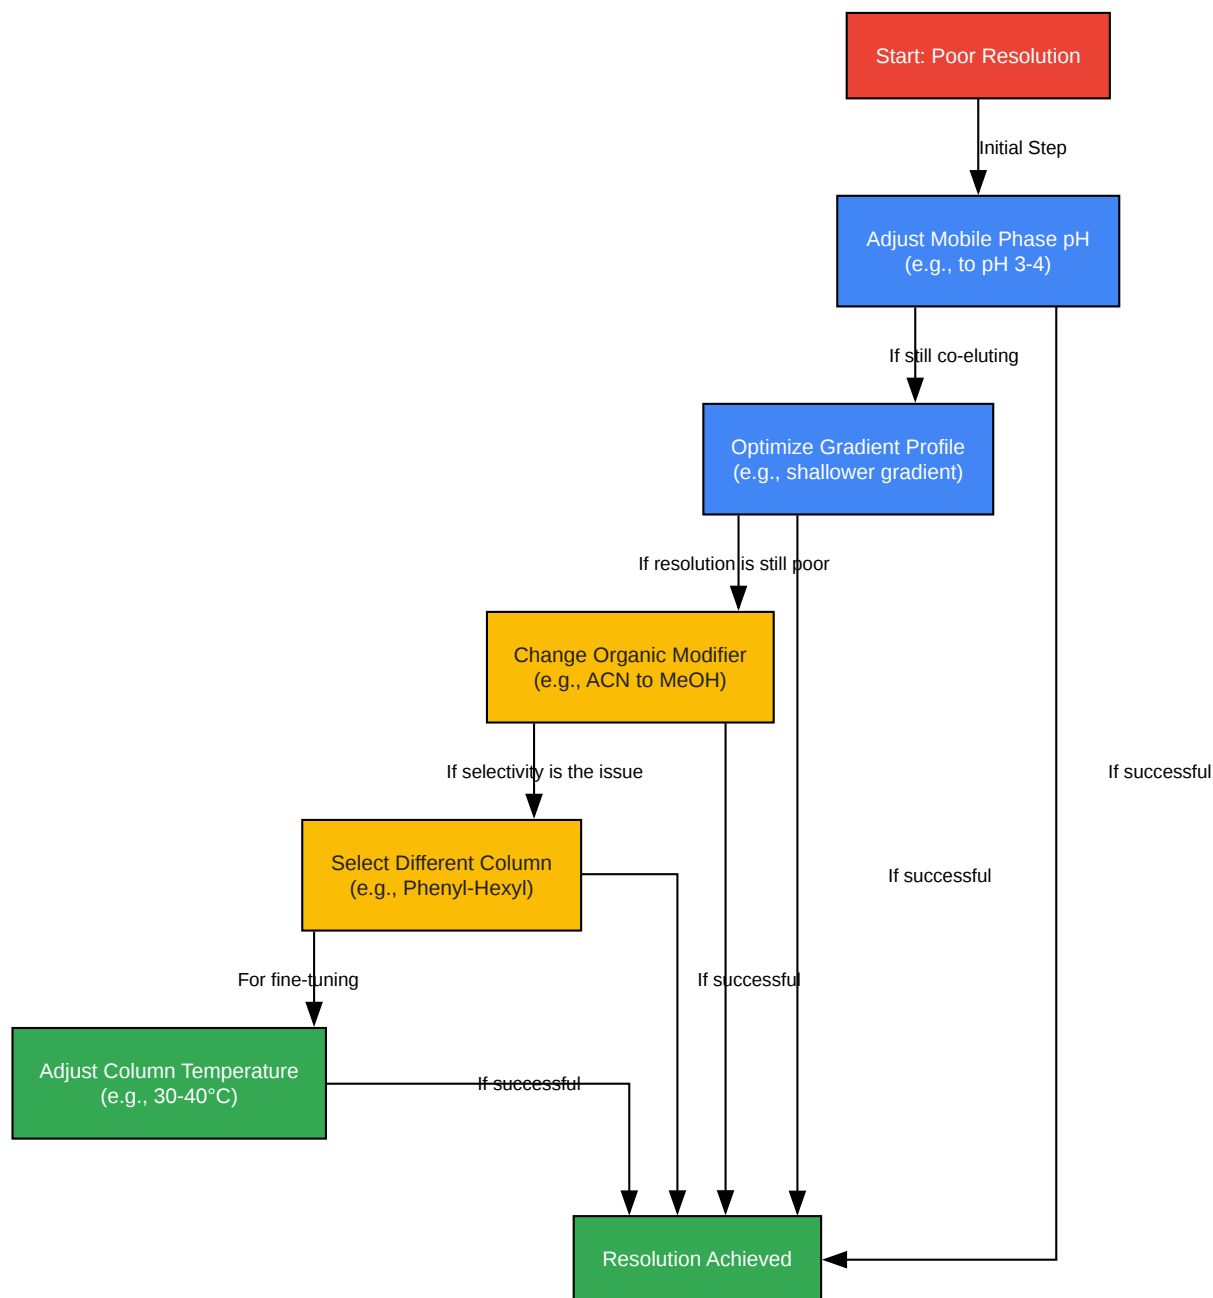 Start: Poor Resolution
Initial Step
Adjust Mobile Phase pH
(e.g., to pH 3-4)
If still co-eluting
Optimize Gradient Profile
(e.g., shallower gradient)
If resolution is still poor
Change Organic Modifier
(e.g., ACN to MeOH)
If selectivity is the issue
If successful
Select Different Column
(e.g., Phenyl-Hexyl)
If successful
For fine-tuning
If successful
Adjust Column Temperature
(e.g., 30-40°C)
If successful
Resolution Achieved